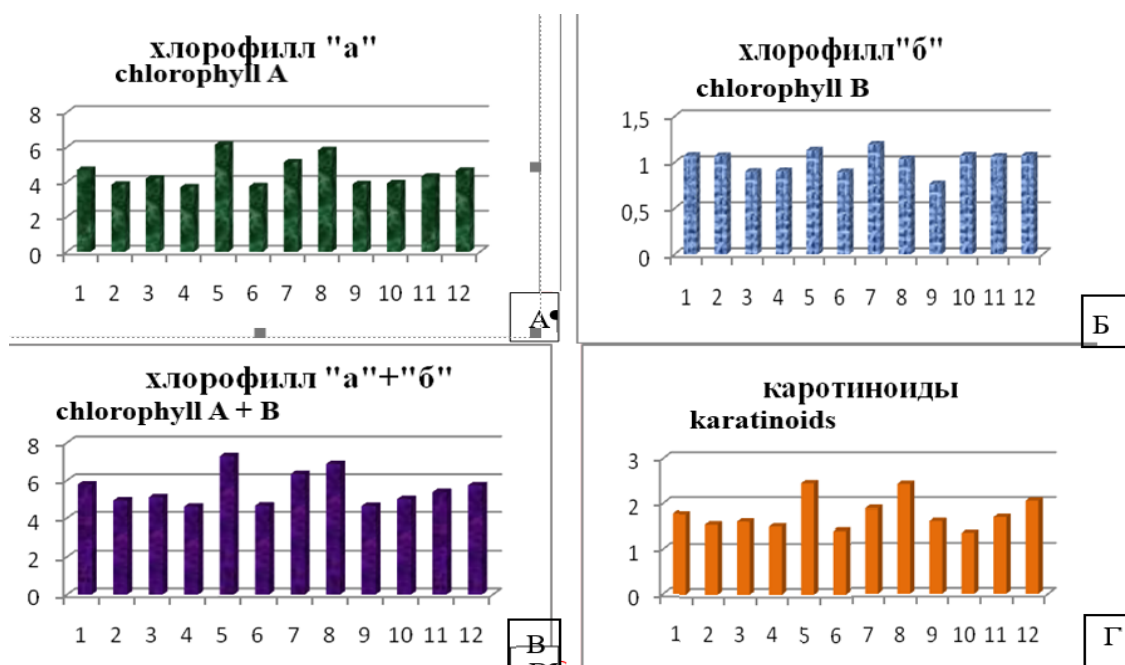 хлорофилл "а"
chlorophyll A
8
6
4
2
0
1 2 3 4 5 6 7 8 9 10 11 12
А
хлорофилл"б"
chlorophyll B
1,5
1
0,5
0
1 2 3 4 5 6 7 8 9 10 11 12
Б
хлорофилл "а"+"б"
chlorophyll A + B
8
6
4
2
0
1 2 3 4 5 6 7 8 9 10 11 12
В
каротиноиды
karatinoids
3
2
1
0
1 2 3 4 5 6 7 8 9 10 11 12
Г